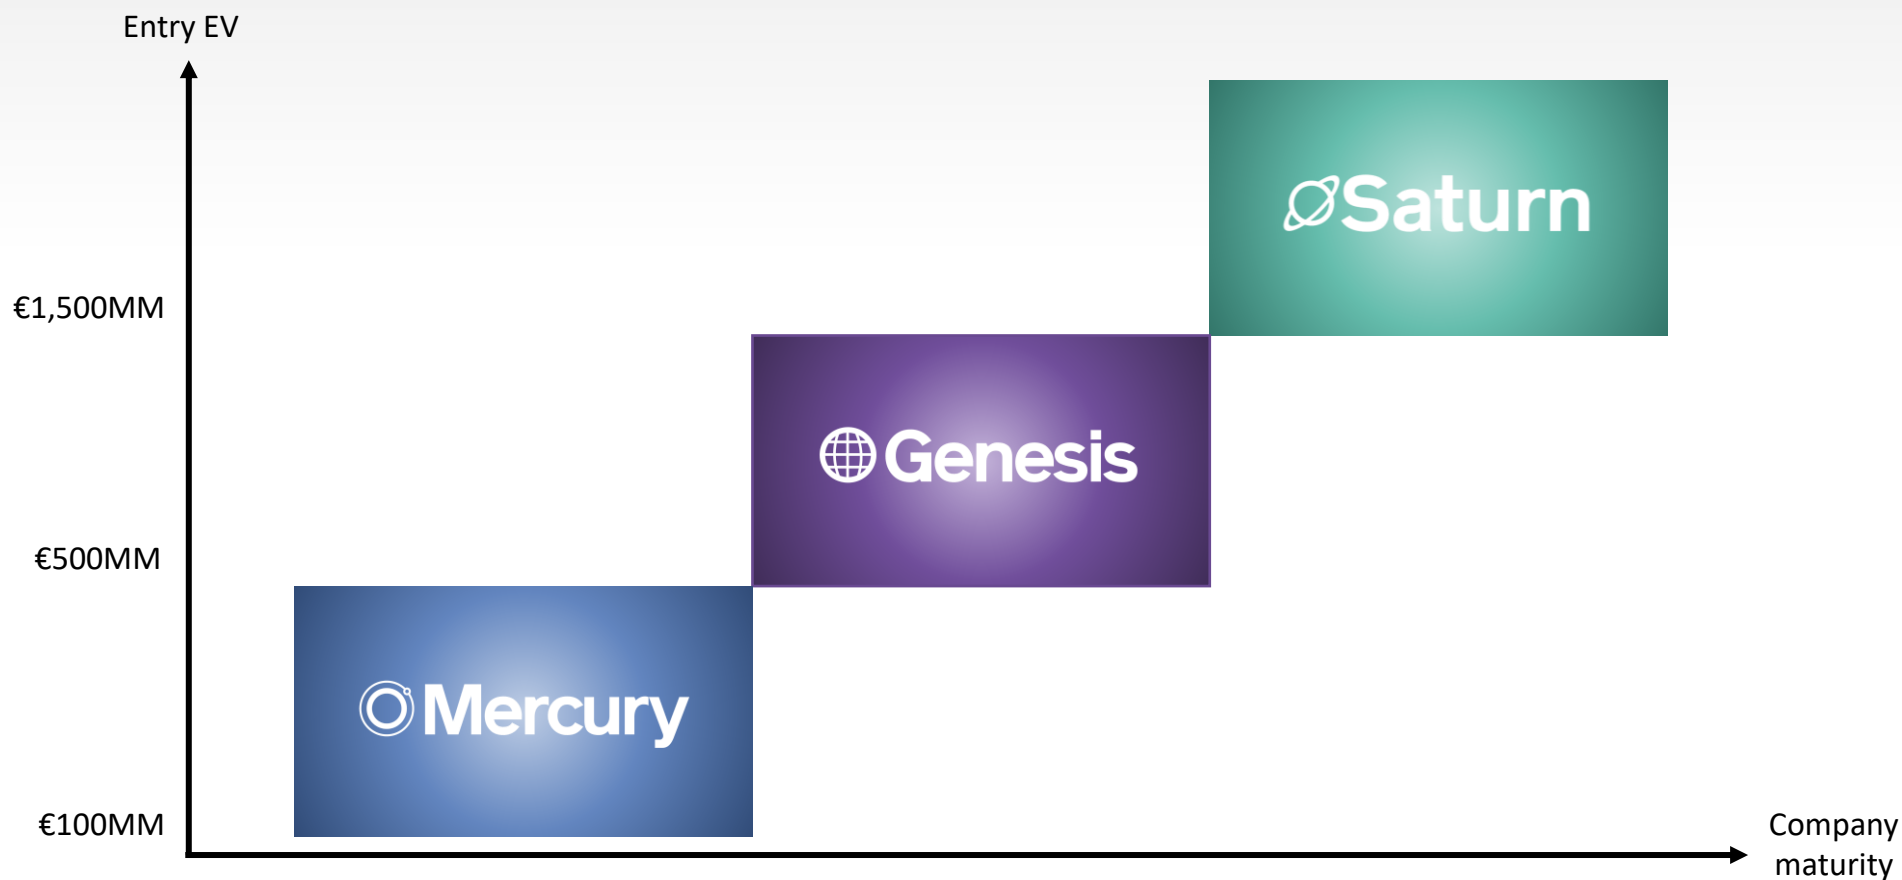 Entry EV
Saturn
€1,500MM
Genesis
€500MM
Mercury
€100MM
Company
maturity